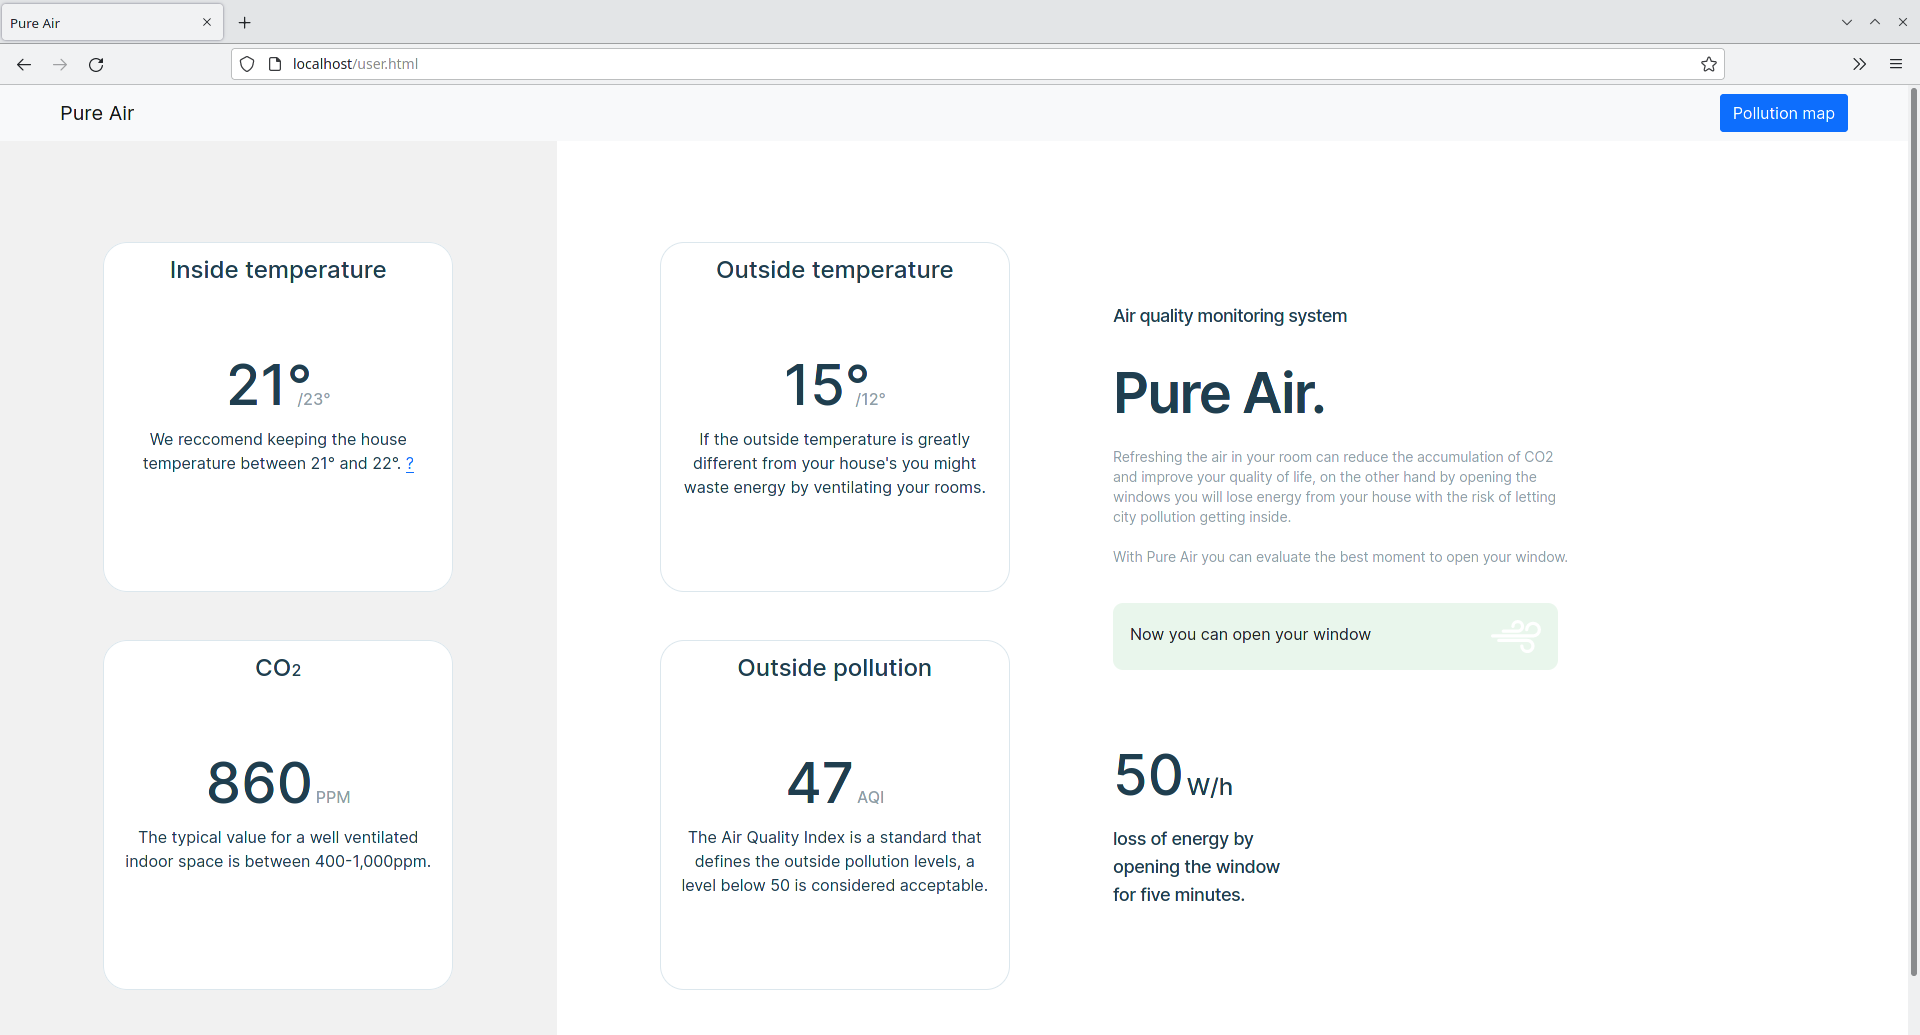 Pure Air
localhost/user.html
Pure Air
Pollution map
Inside temperature
21° /23°
We reccomend keeping the house
temperature between 21° and 22°. ?
CO2
860 PPM
The typical value for a well ventilated
indoor space is between 400-1,000ppm.
Outside temperature
15° /12°
If the outside temperature is greatly
different from your house's you might
waste energy by ventilating your rooms.
Outside pollution
47 AQI
The Air Quality Index is a standard that
defines the outside pollution levels, a
level below 50 is considered acceptable.
Air quality monitoring system
Pure Air.
Refreshing the air in your room can reduce the accumulation of CO2
and improve your quality of life, on the other hand by opening the
windows you will lose energy from your house with the risk of letting
city pollution getting inside.
With Pure Air you can evaluate the best moment to open your window.
Now you can open your window
50 W/h
loss of energy by
opening the window
for five minutes.